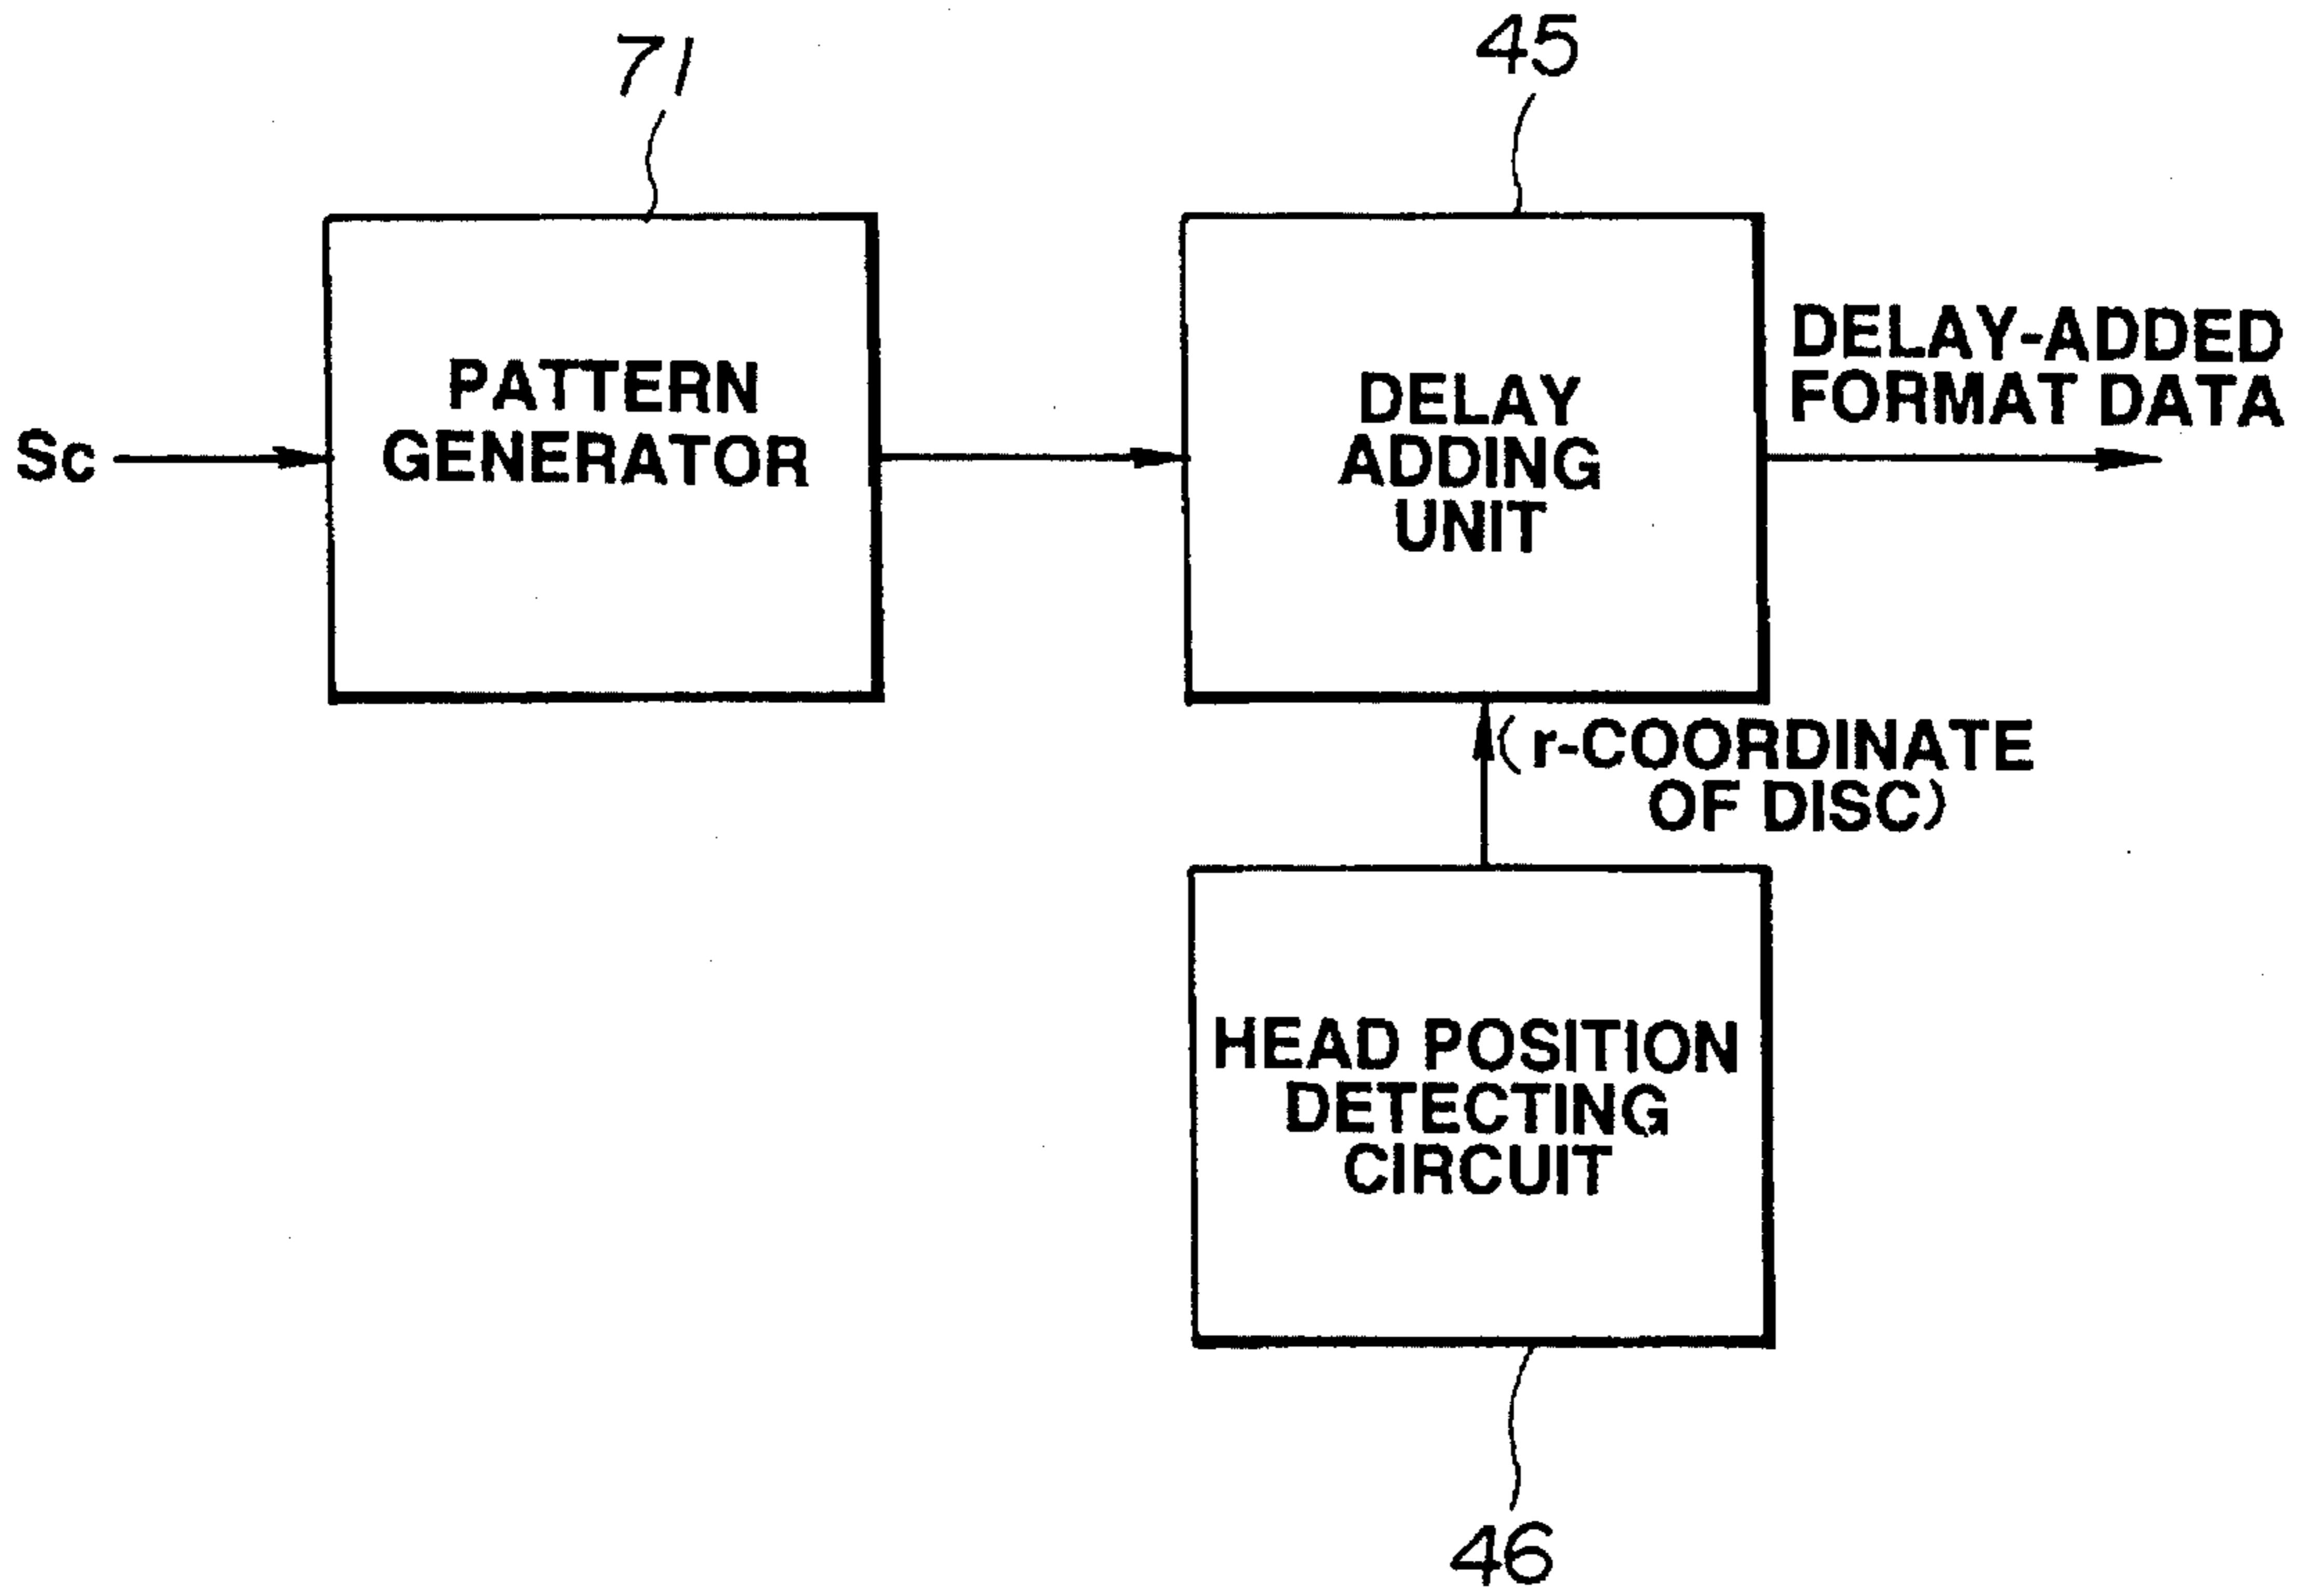 71
45
PATTERN
GENERATOR
Sc
DELAY
ADDING
UNIT
DELAY-ADDED
FORMAT DATA
(r-COORDINATE
OF DISC)
HEAD POSITION
DETECTING
CIRCUIT
46